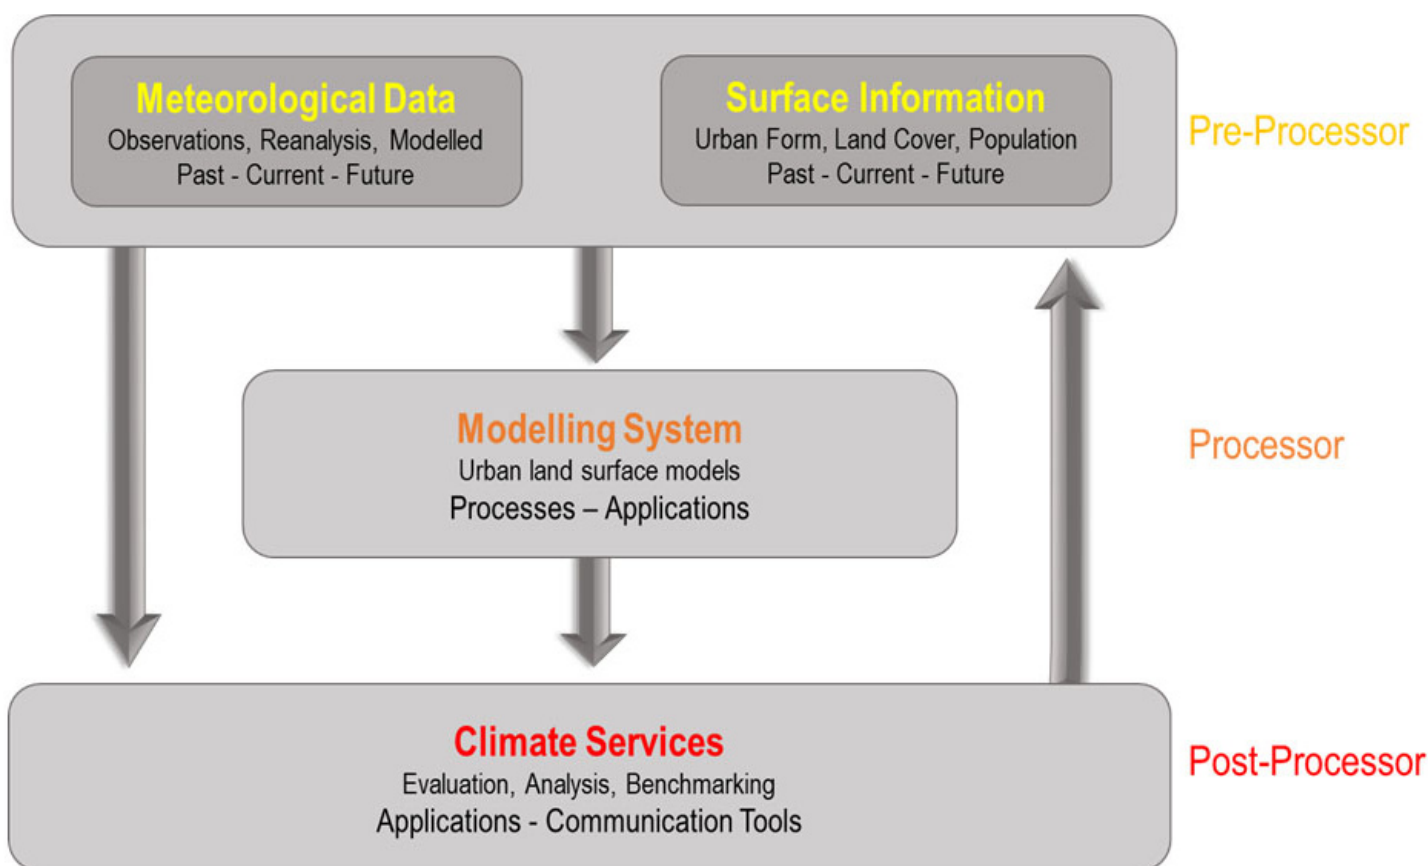 Meteorological Data
Observations, Reanalysis, Modelled
Past - Current - Future
Surface Information
Urban Form, Land Cover, Population
Past - Current - Future
Pre-Processor
Modelling System
Urban land surface models
Processes – Applications
Processor
Climate Services
Evaluation, Analysis, Benchmarking
Applications - Communication Tools
Post-Processor